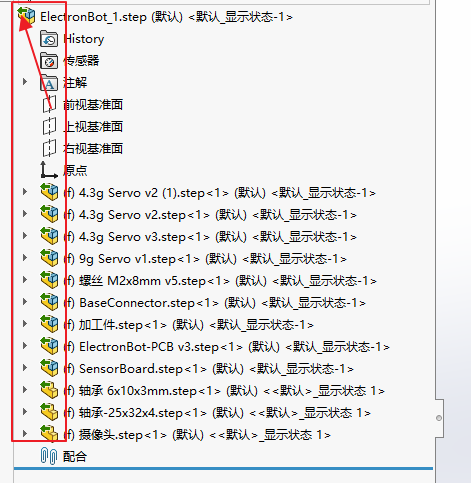 ElectronBot_1.step (默认) <默认_显示状态-1>
History
传感器
注解
前视基准面
上视基准面
右视基准面
原点
(f) 4.3g Servo v2 (1).step<1> (默认) <默认_显示状态-1>
(f) 4.3g Servo v2.step<1> (默认) <默认_显示状态-1>
(f) 4.3g Servo v3.step<1> (默认) <默认_显示状态-1>
(f) 9g Servo v1.step<1> (默认) <默认_显示状态-1>
(f) 螺丝 M2x8mm v5.step<1> (默认) <默认_显示状态-1>
(f) BaseConnector.step<1> (默认) <默认_显示状态-1>
(f) 加工件.step<1> (默认) <默认_显示状态-1>
(f) ElectronBot-PCB v3.step<1> (默认) <默认_显示状态-1>
(f) SensorBoard.step<1> (默认) <默认_显示状态-1>
(f) 轴承 6x10x3mm.step<1> (默认) <<默认>_显示状态 1>
(f) 轴承-25x32x4.step<1> (默认) <<默认>_显示状态 1>
(f) 摄像头.step<1> (默认) <<默认>_显示状态 1>
配合